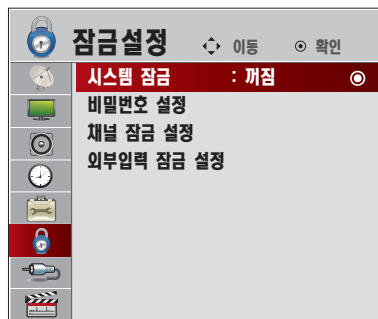 잠금설정 이동 확인
시스템 잠금 : 꺼짐
비밀번호 설정
채널 잠금 설정
외부입력 잠금 설정